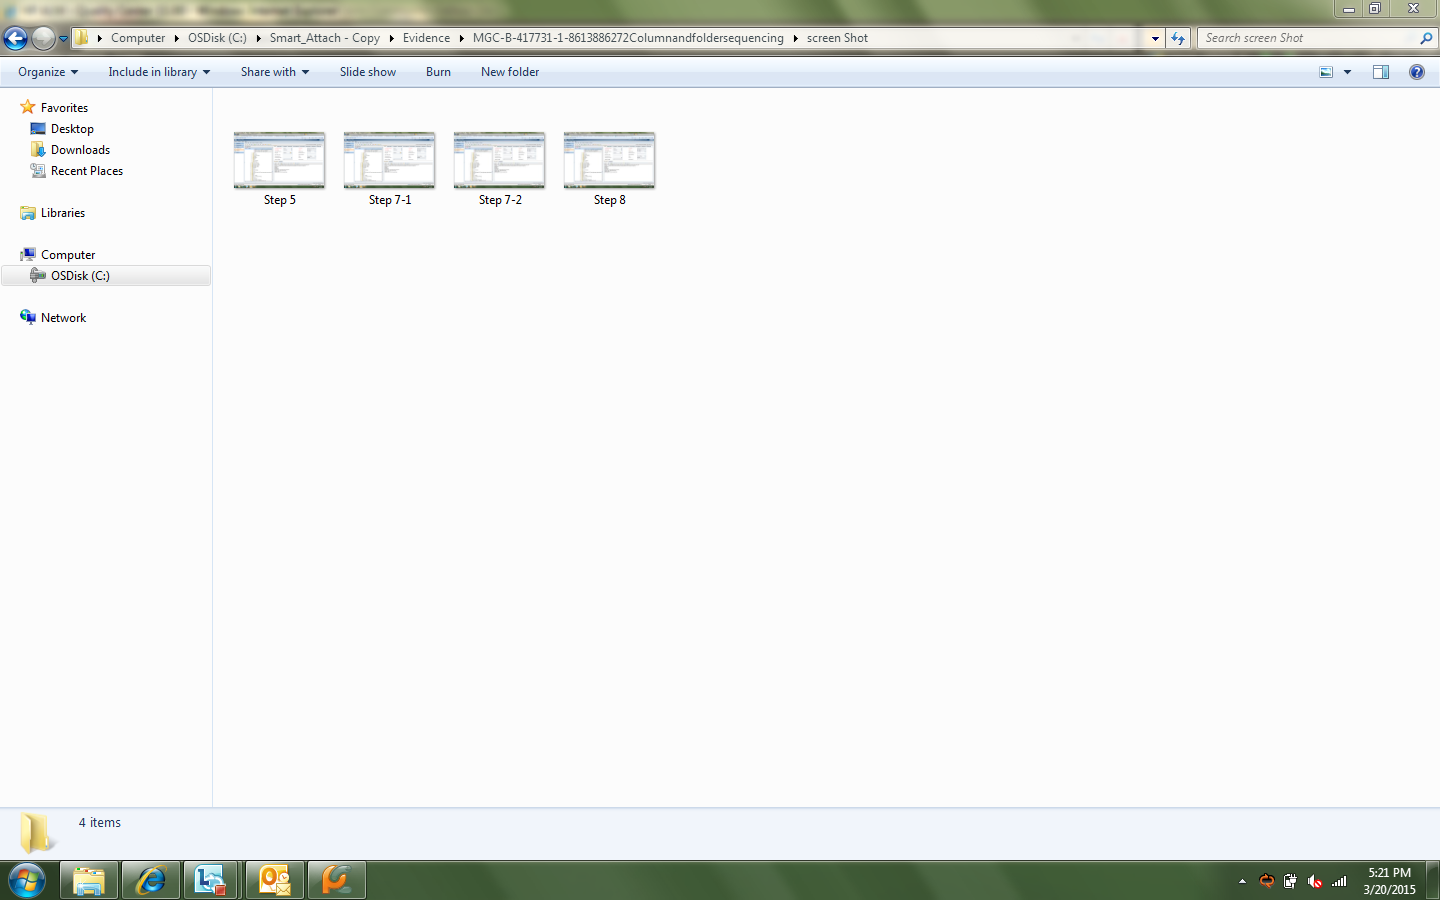 Computer OSDisk (C:) Smart_Attach - Copy Evidence MGC-B-417731-1-8613886272Columnandfoldersequencing screen Shot Search screen Shot
Organize Include in library Share with Slide show Burn New folder
Favorites
Desktop
Downloads
Recent Places
Libraries
Computer
OSDisk (C:)
Network
Step 5 Step 7-1 Step 7-2 Step 8
4 items
5:21 PM
3/20/2015